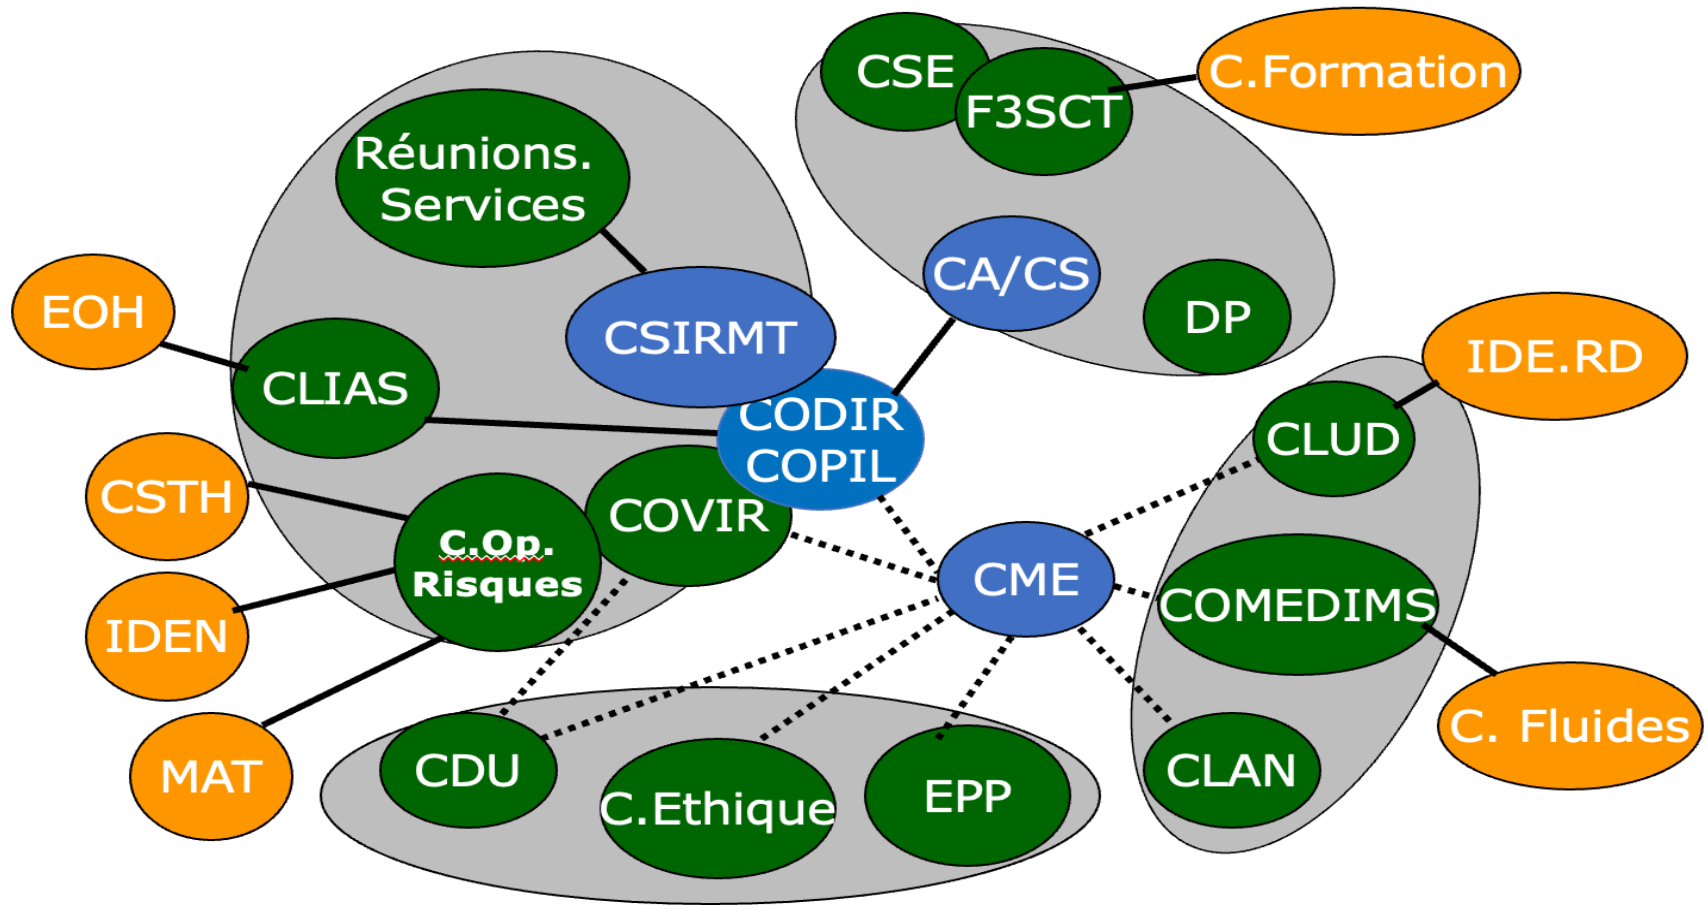 CSE
F3SCT
C.Formation
Réunions.
Services
CA/CS
DP
EOH
CSIRMT
IDE.RD
CLIAS
CODIR
COPIL
CLUD
CSTH
COVIR
C.Op.
Risques
CME
COMEDIMS
IDEN
MAT
CDU
C.Ethique
EPP
CLAN
C. Fluides